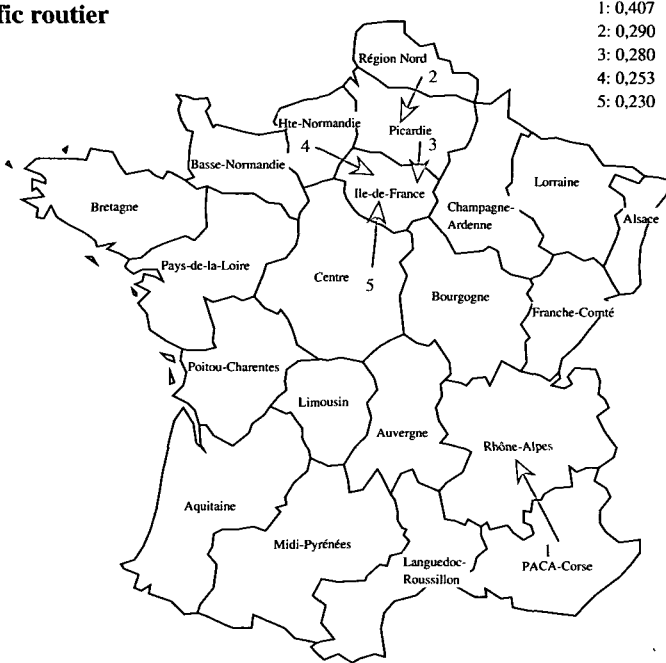 fic routier
1: 0,407
2: 0,290
3: 0,280
4: 0,253
5: 0,230
Région Nord
2
Hte-Normandie
Picardie
4
3
Basse-Normandie
Ile-de-France
Lorraine
Bretagne
Champagne-
Ardenne
Alsace
Pays-de-la-Loire
Centre
5
Bourgogne
Franche-Comté
Poitou-Charentes
Limousin
Auvergne
Rhône-Alpes
Aquitaine
Midi-Pyrénées
1
Languedoc-
Roussillon
PACA-Corse